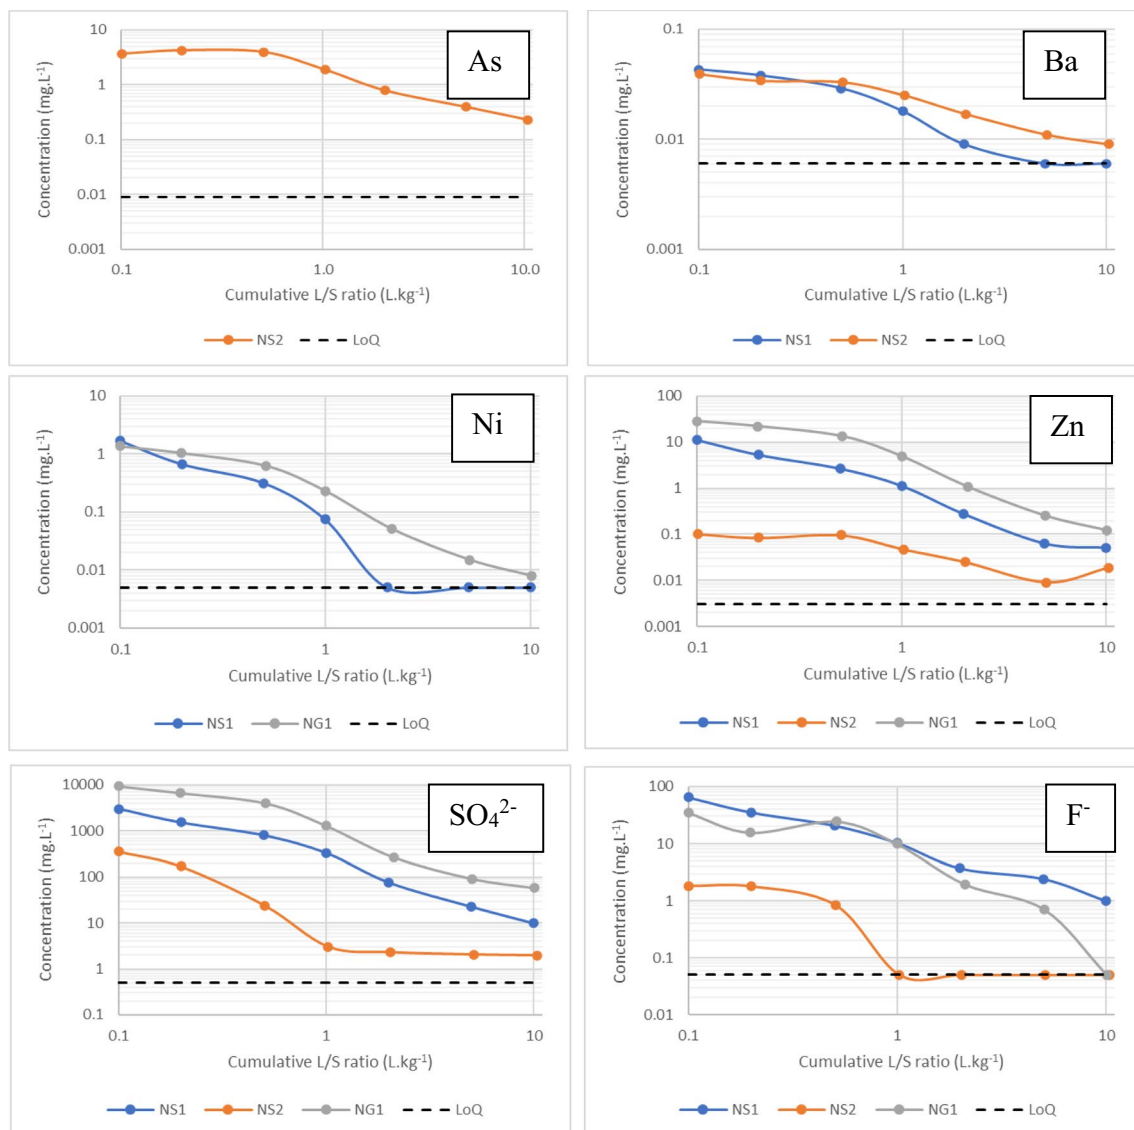 As
Concentration (mg.L⁻¹)
10
1
0.1
0.01
0.001
0.1 1.0 10.0
Cumulative L/S ratio (L.kg⁻¹)
NS2 LoQ
Ba
Concentration (mg.L⁻¹)
0.1
0.01
0.001
0.1 1 10
Cumulative L/S ratio (L.kg⁻¹)
NS1 NS2 LoQ
Ni
Concentration (mg.L⁻¹)
10
1
0.1
0.01
0.001
0.1 1 10
Cumulative L/S ratio (L.kg⁻¹)
NS1 NG1 LoQ
Zn
Concentration (mg.L⁻¹)
100
10
1
0.1
0.01
0.001
0.1 1 10
Cumulative L/S ratio (L.kg⁻¹)
NS1 NS2 NG1 LoQ
SO₄²⁻
Concentration (mg.L⁻¹)
10000
1000
100
10
1
0.1
0.1 1 10
Cumulative L/S ratio (L.kg⁻¹)
NS1 NS2 NG1 LoQ
F⁻
Concentration (mg.L⁻¹)
100
10
1
0.1
0.01
0.1 1 10
Cumulative L/S ratio (L.kg⁻¹)
NS1 NS2 NG1 LoQ